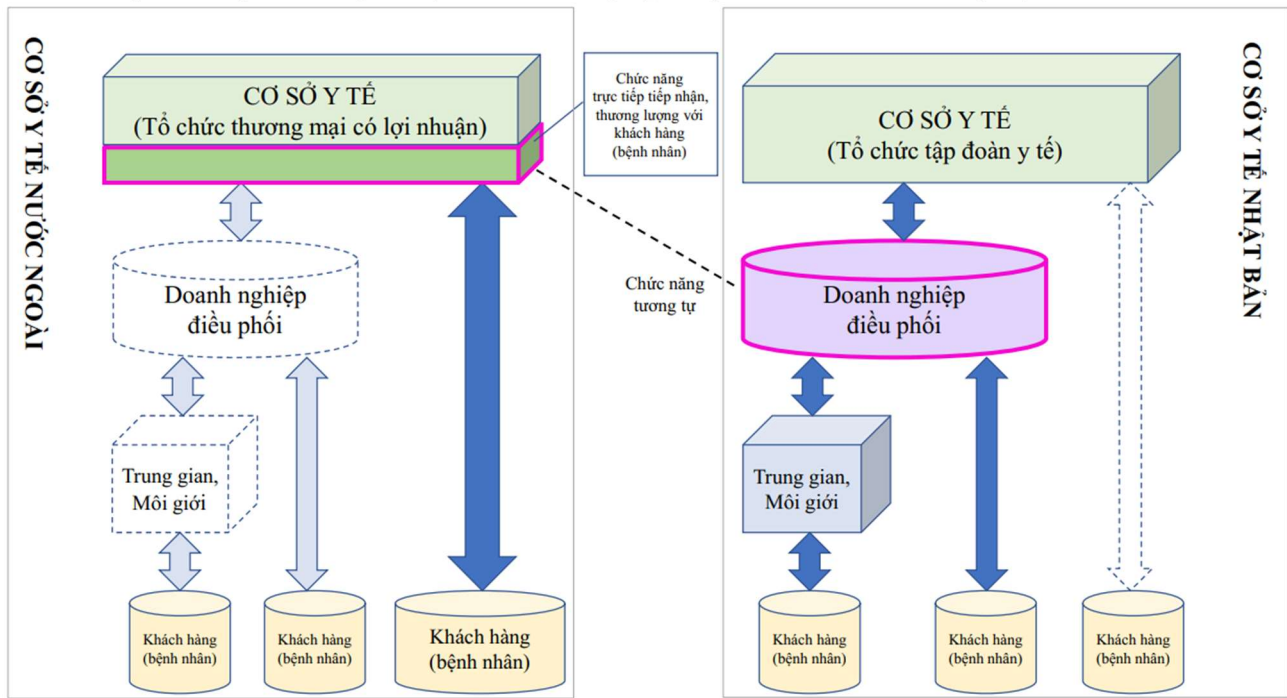 CƠ SỞ Y TẾ NƯỚC NGOÀI
CƠ SỞ Y TẾ
(Tổ chức thương mại có lợi nhuận)
Doanh nghiệp
điều phối
Trung gian,
Môi giới
Khách hàng
(bệnh nhân)
Khách hàng
(bệnh nhân)
Khách hàng
(bệnh nhân)
Chức năng
trực tiếp tiếp nhận,
thương lượng với
khách hàng
(bệnh nhân)
Chức năng
tương tự
CƠ SỞ Y TẾ
(Tổ chức tập đoàn y tế)
Doanh nghiệp
điều phối
Trung gian,
Môi giới
Khách hàng
(bệnh nhân)
Khách hàng
(bệnh nhân)
Khách hàng
(bệnh nhân)
CƠ SỞ Y TẾ NHẬT BẢN